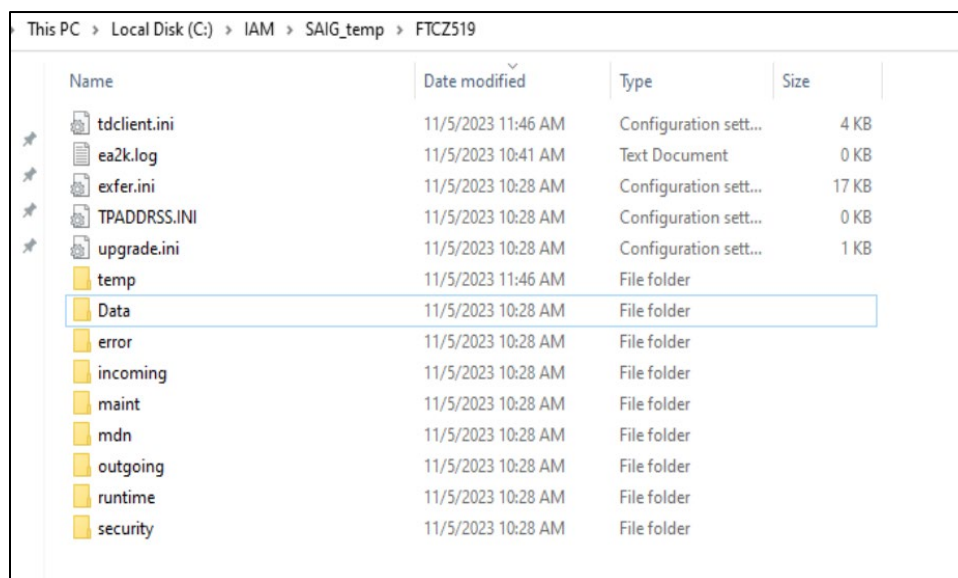 This PC > Local Disk (C:) > IAM > SAIG_temp > FTCZ519
Name Date modified Type Size
tdclient.ini 11/5/2023 11:46 AM Configuration sett... 4 KB
ea2k.log 11/5/2023 10:41 AM Text Document 0 KB
exfer.ini 11/5/2023 10:28 AM Configuration sett... 17 KB
TPADDRSS.INI 11/5/2023 10:28 AM Configuration sett... 0 KB
upgrade.ini 11/5/2023 10:28 AM Configuration sett... 1 KB
temp 11/5/2023 11:46 AM File folder
Data 11/5/2023 10:28 AM File folder
error 11/5/2023 10:28 AM File folder
incoming 11/5/2023 10:28 AM File folder
maint 11/5/2023 10:28 AM File folder
mdn 11/5/2023 10:28 AM File folder
outgoing 11/5/2023 10:28 AM File folder
runtime 11/5/2023 10:28 AM File folder
security 11/5/2023 10:28 AM File folder